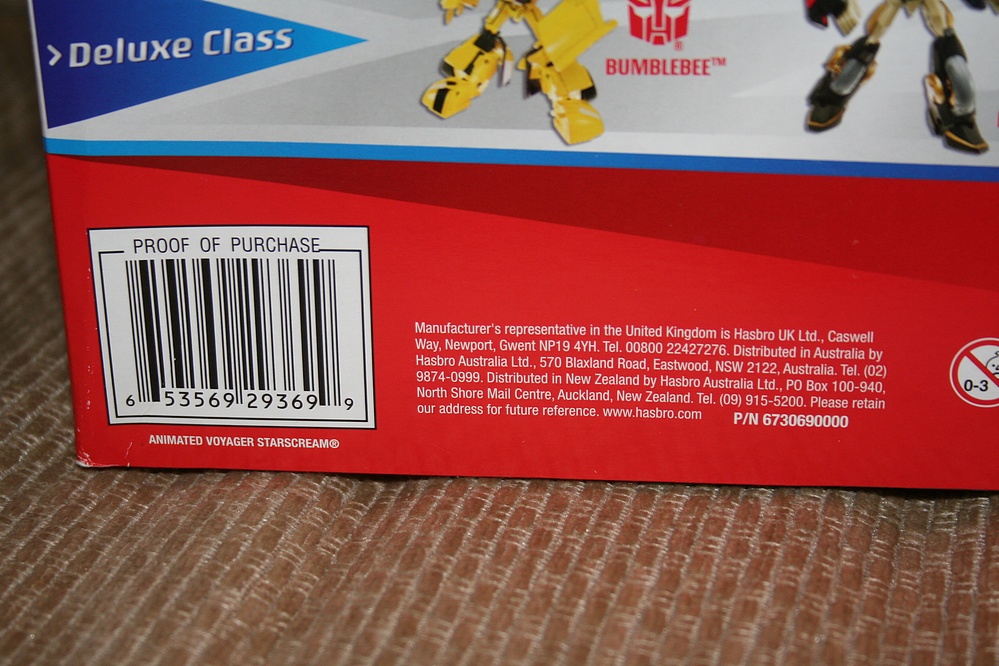 > Deluxe Class
®
BUMBLEBEE™
PROOF OF PURCHASE
6 53569 29369 9
ANIMATED VOYAGER STARSCREAM®
Manufacturer's representative in the United Kingdom is Hasbro UK Ltd., Caswell
Way, Newport, Gwent NP19 4YH. Tel. 00800 22427276. Distributed in Australia by
Hasbro Australia Ltd., 570 Blaxland Road, Eastwood, NSW 2122, Australia. Tel. (02)
9874-0999. Distributed in New Zealand by Hasbro Australia Ltd., PO Box 100-940,
North Shore Mail Centre, Auckland, New Zealand. Tel. (09) 915-5200. Please retain
our address for future reference. www.hasbro.com P/N 6730690000
0-3